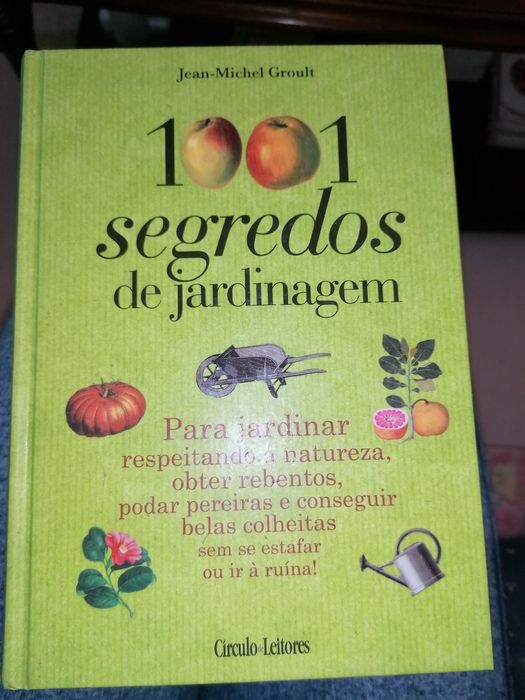 Jean-Michel Groult
1001
segredos
de jardinagem
Para jardinar
respeitando a natureza,
obter rebentos,
podar pereiras e conseguir
belas colheitas
sem se estafar
ou ir à ruína!
Círculo de Leitores